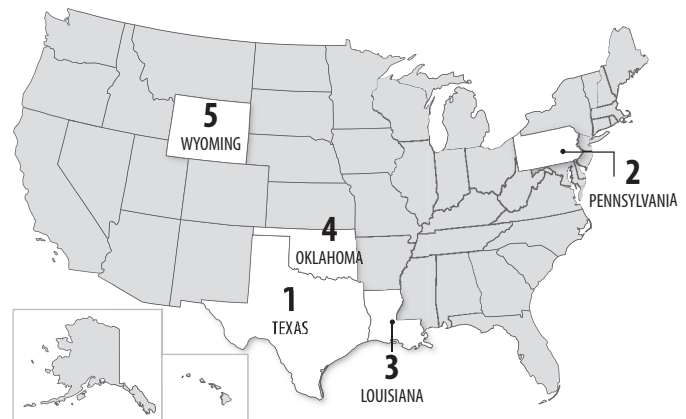 5
WYOMING
2
PENNSYLVANIA
4
OKLAHOMA
1
TEXAS
3
LOUISIANA